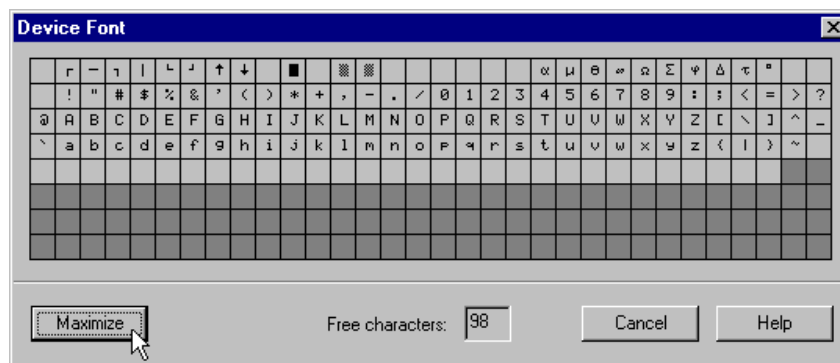 Device Font
┌ ─ ┐ | └ ┘ ↑ ↓ ■ ▒ ▒ α μ θ ∞ Ω Σ φ Δ τ º
! " # $ % & ' ( ) * + , - . / 0 1 2 3 4 5 6 7 8 9 : ; < = > ?
@ A B C D E F G H I J K L M N O P Q R S T U V W X Y Z [ \ ] ^ _
` a b c d e f g h i j k l m n o p q r s t u v w x y z { | } ~
Maximize Free characters: 98 Cancel Help